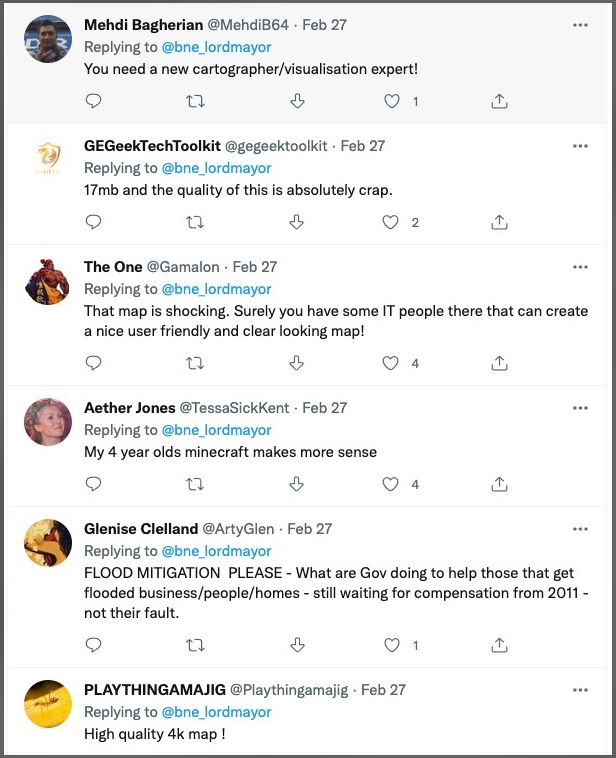 Mehdi Bagherian @MehdiB64 · Feb 27
Replying to @bne_lordmayor
You need a new cartographer/visualisation expert!
1
GEGeekTechToolkit @gegeektoolkit · Feb 27
Replying to @bne_lordmayor
17mb and the quality of this is absolutely crap.
2
The One @Gamalon · Feb 27
Replying to @bne_lordmayor
That map is shocking. Surely you have some IT people there that can create
a nice user friendly and clear looking map!
4
Aether Jones @TessaSickKent · Feb 27
Replying to @bne_lordmayor
My 4 year olds minecraft makes more sense
4
Glenise Clelland @ArtyGlen · Feb 27
Replying to @bne_lordmayor
FLOOD MITIGATION  PLEASE - What are Gov doing to help those that get
flooded business/people/homes - still waiting for compensation from 2011 -
not their fault.
1
PLAYTHINGAMAJIG @Playthingamajig · Feb 27
Replying to @bne_lordmayor
High quality 4k map !